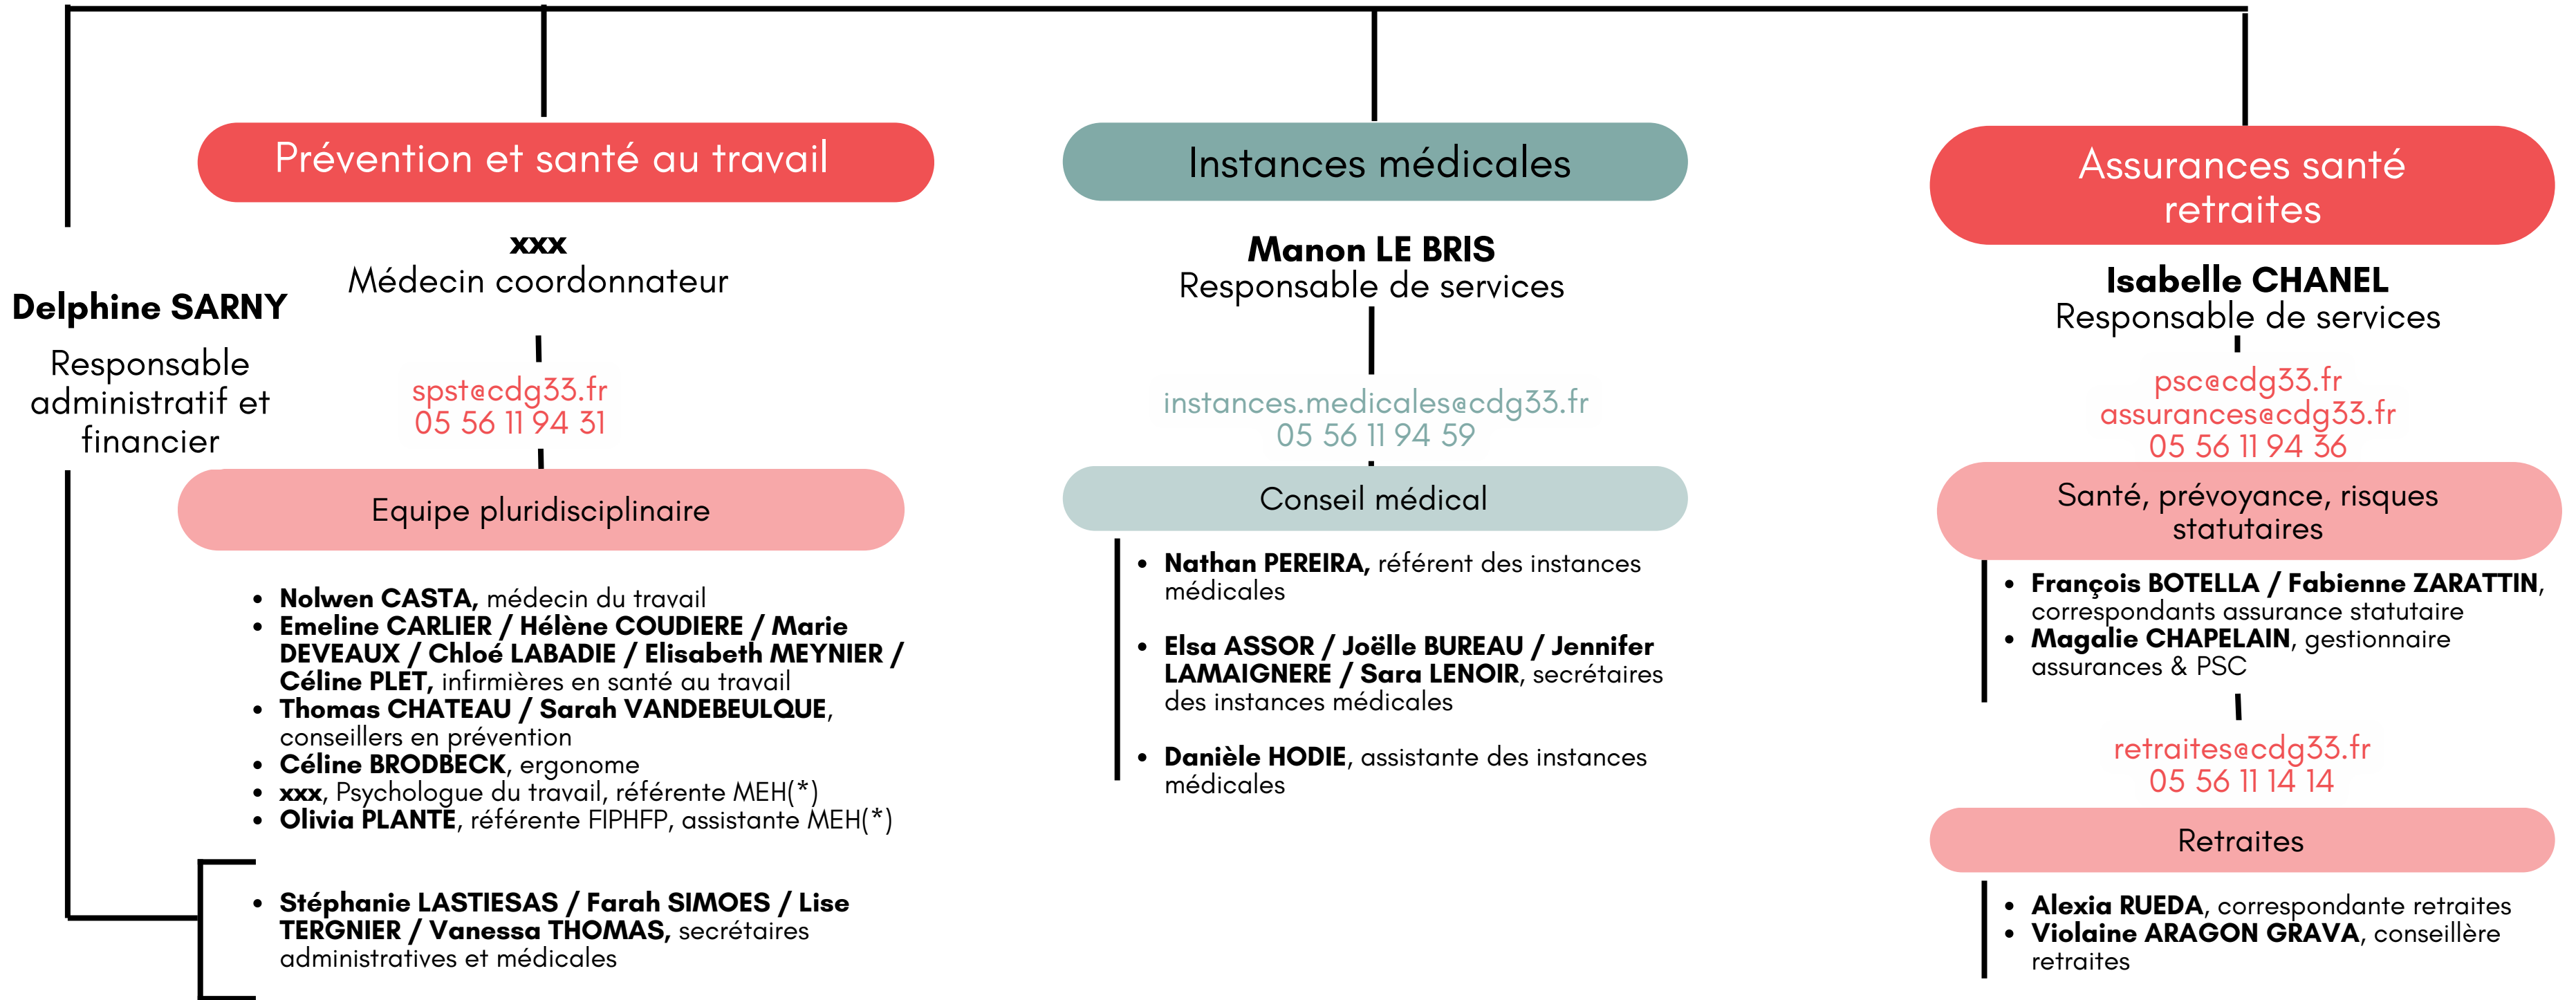 Delphine SARNY
Responsable
administratif et
financier
Prévention et santé au travail
xxx
Médecin coordonnateur
spst@cdg33.fr
05 56 11 94 31
Equipe pluridisciplinaire
• Nolwen CASTA, médecin du travail
• Emeline CARLIER / Hélène COUDIERE / Marie
DEVEAUX / Chloé LABADIE / Elisabeth MEYNIER /
Céline PLET, infirmières en santé au travail
• Thomas CHATEAU / Sarah VANDEBEULQUE,
conseillers en prévention
• Céline BRODBECK, ergonome
• xxx, Psychologue du travail, référente MEH(*)
• Olivia PLANTE, référente FIPHFP, assistante MEH(*)
• Stéphanie LASTIESAS / Farah SIMOES / Lise
TERGNIER / Vanessa THOMAS, secrétaires
administratives et médicales
Instances médicales
Manon LE BRIS
Responsable de services
instances.medicales@cdg33.fr
05 56 11 94 59
Conseil médical
• Nathan PEREIRA, référent des instances
médicales
• Elsa ASSOR / Joëlle BUREAU / Jennifer
LAMAIGNERE / Sara LENOIR, secrétaires
des instances médicales
• Danièle HODIE, assistante des instances
médicales
Assurances santé
retraites
Isabelle CHANEL
Responsable de services
psc@cdg33.fr
assurances@cdg33.fr
05 56 11 94 36
Santé, prévoyance, risques
statutaires
• François BOTELLA / Fabienne ZARATTIN,
correspondants assurance statutaire
• Magalie CHAPELAIN, gestionnaire
assurances & PSC
retraites@cdg33.fr
05 56 11 14 14
Retraites
• Alexia RUEDA, correspondante retraites
• Violaine ARAGON GRAVA, conseillère
retraites